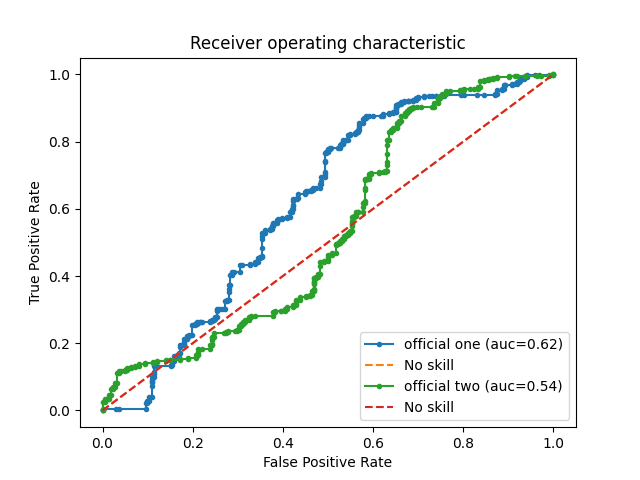 Receiver operating characteristic
True Positive Rate
1.0
0.8
0.6
0.4
0.2
0.0
official one (auc=0.62)
No skill
official two (auc=0.54)
No skill
0.0 0.2 0.4 0.6 0.8 1.0
False Positive Rate